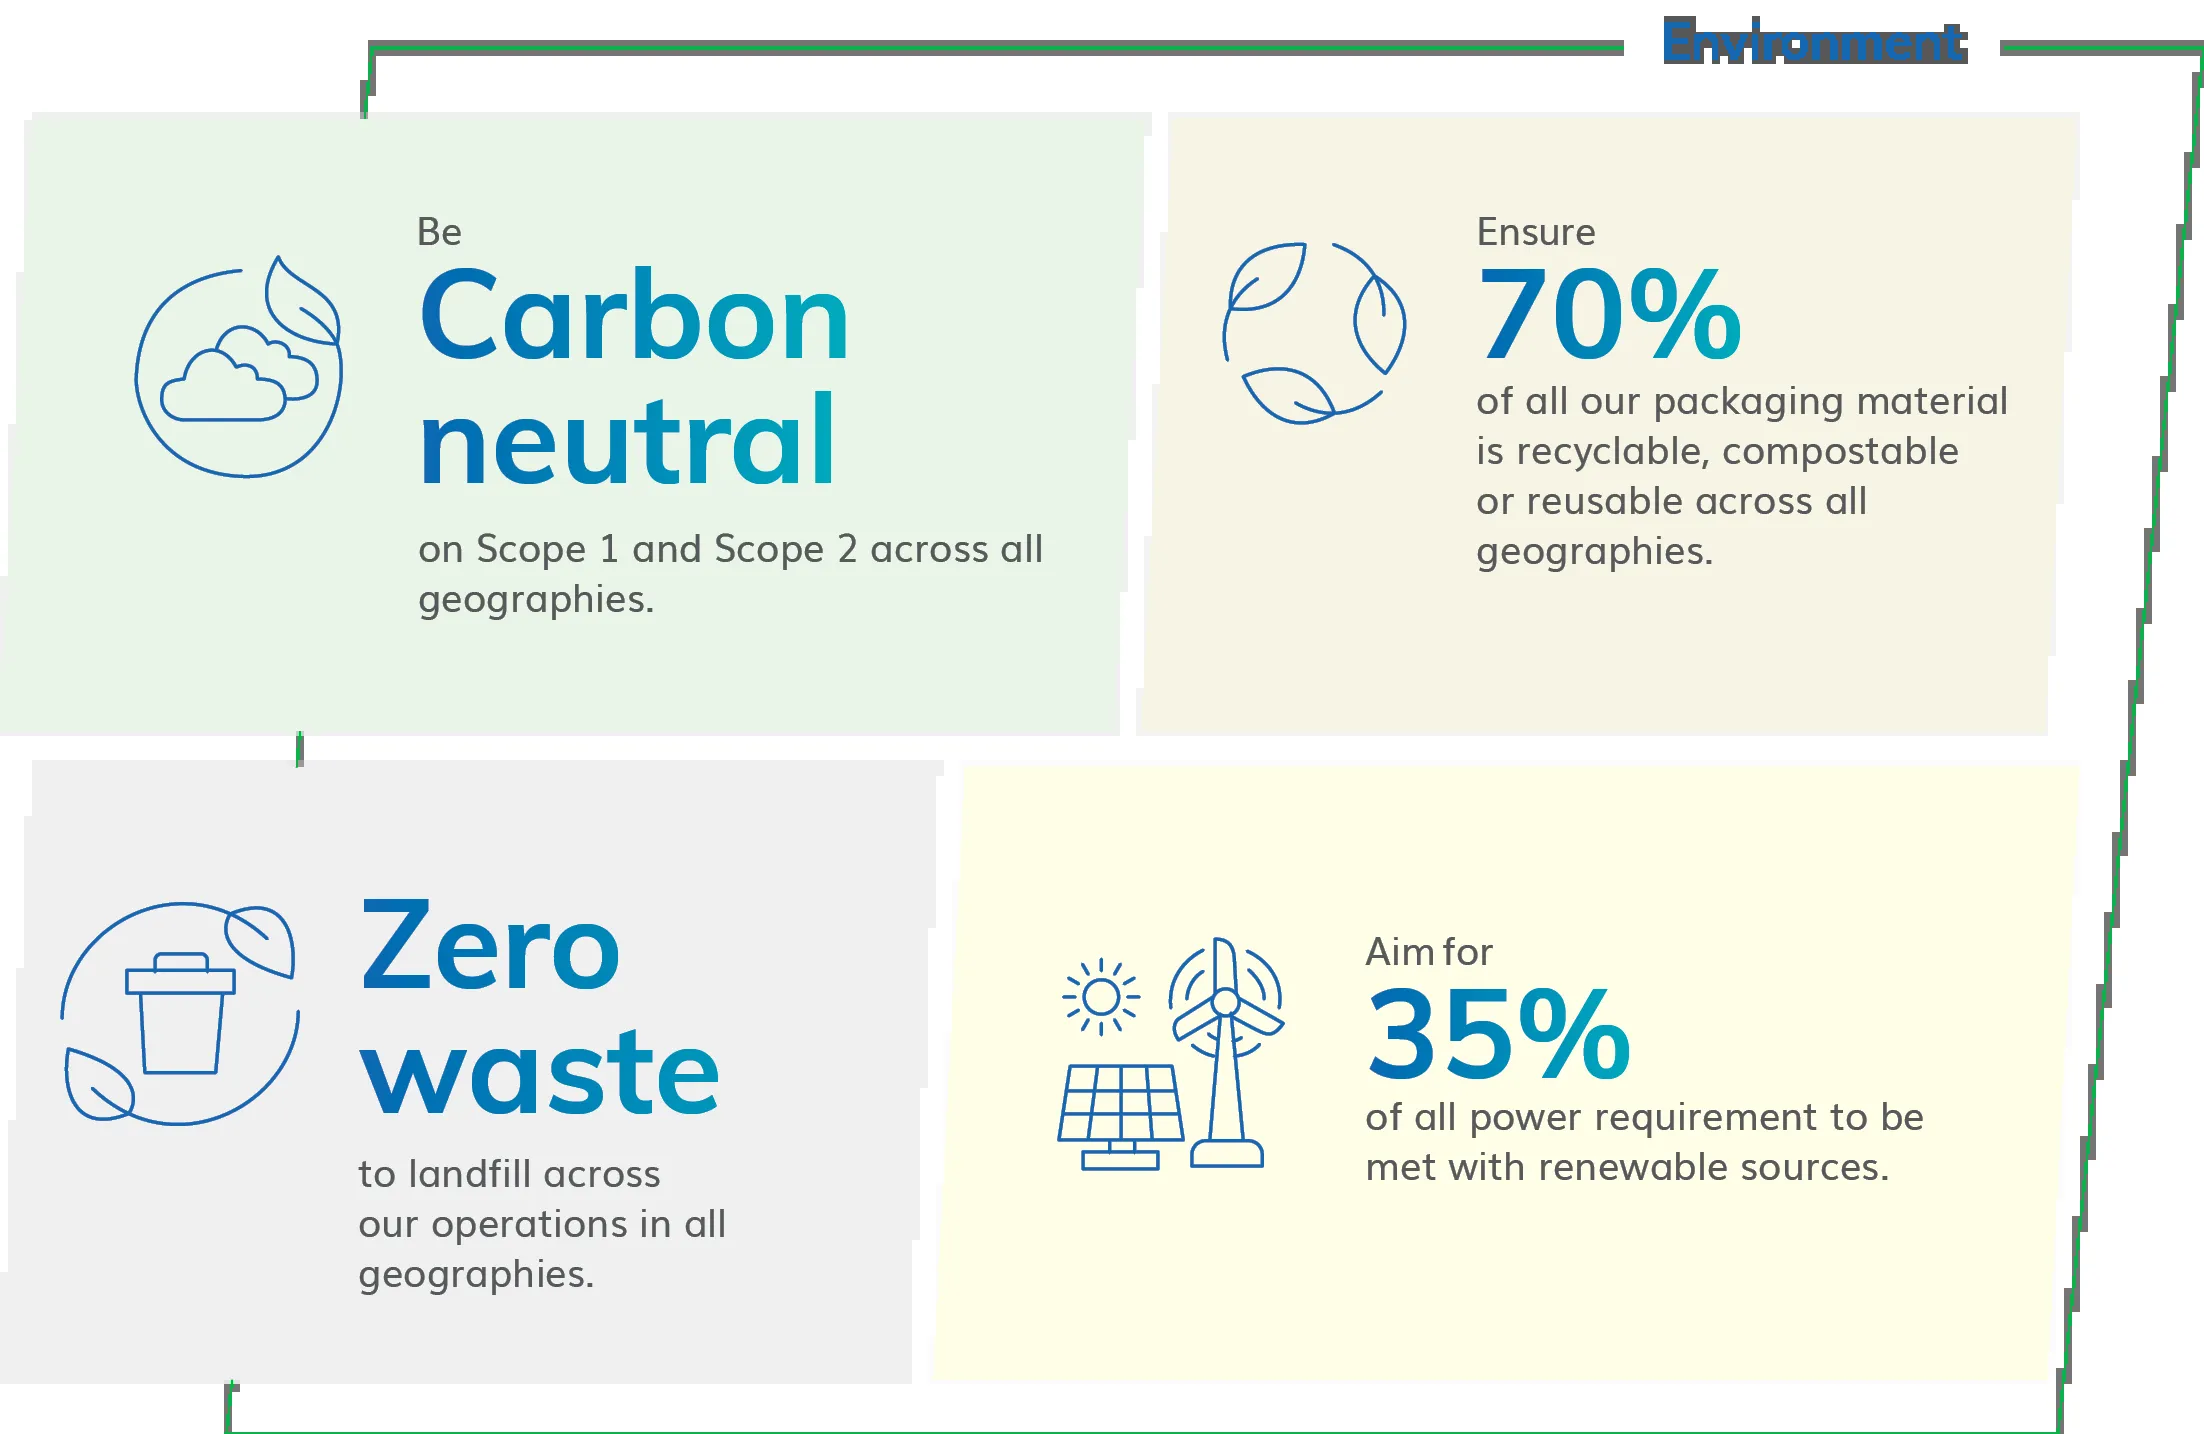 Environment
Be
Carbon
neutral
on Scope 1 and Scope 2 across all
geographies.
Ensure
70%
of all our packaging material
is recyclable, compostable
or reusable across all
geographies.
Zero
waste
to landfill across
our operations in all
geographies.
Aim for
35%
of all power requirement to be
met with renewable sources.